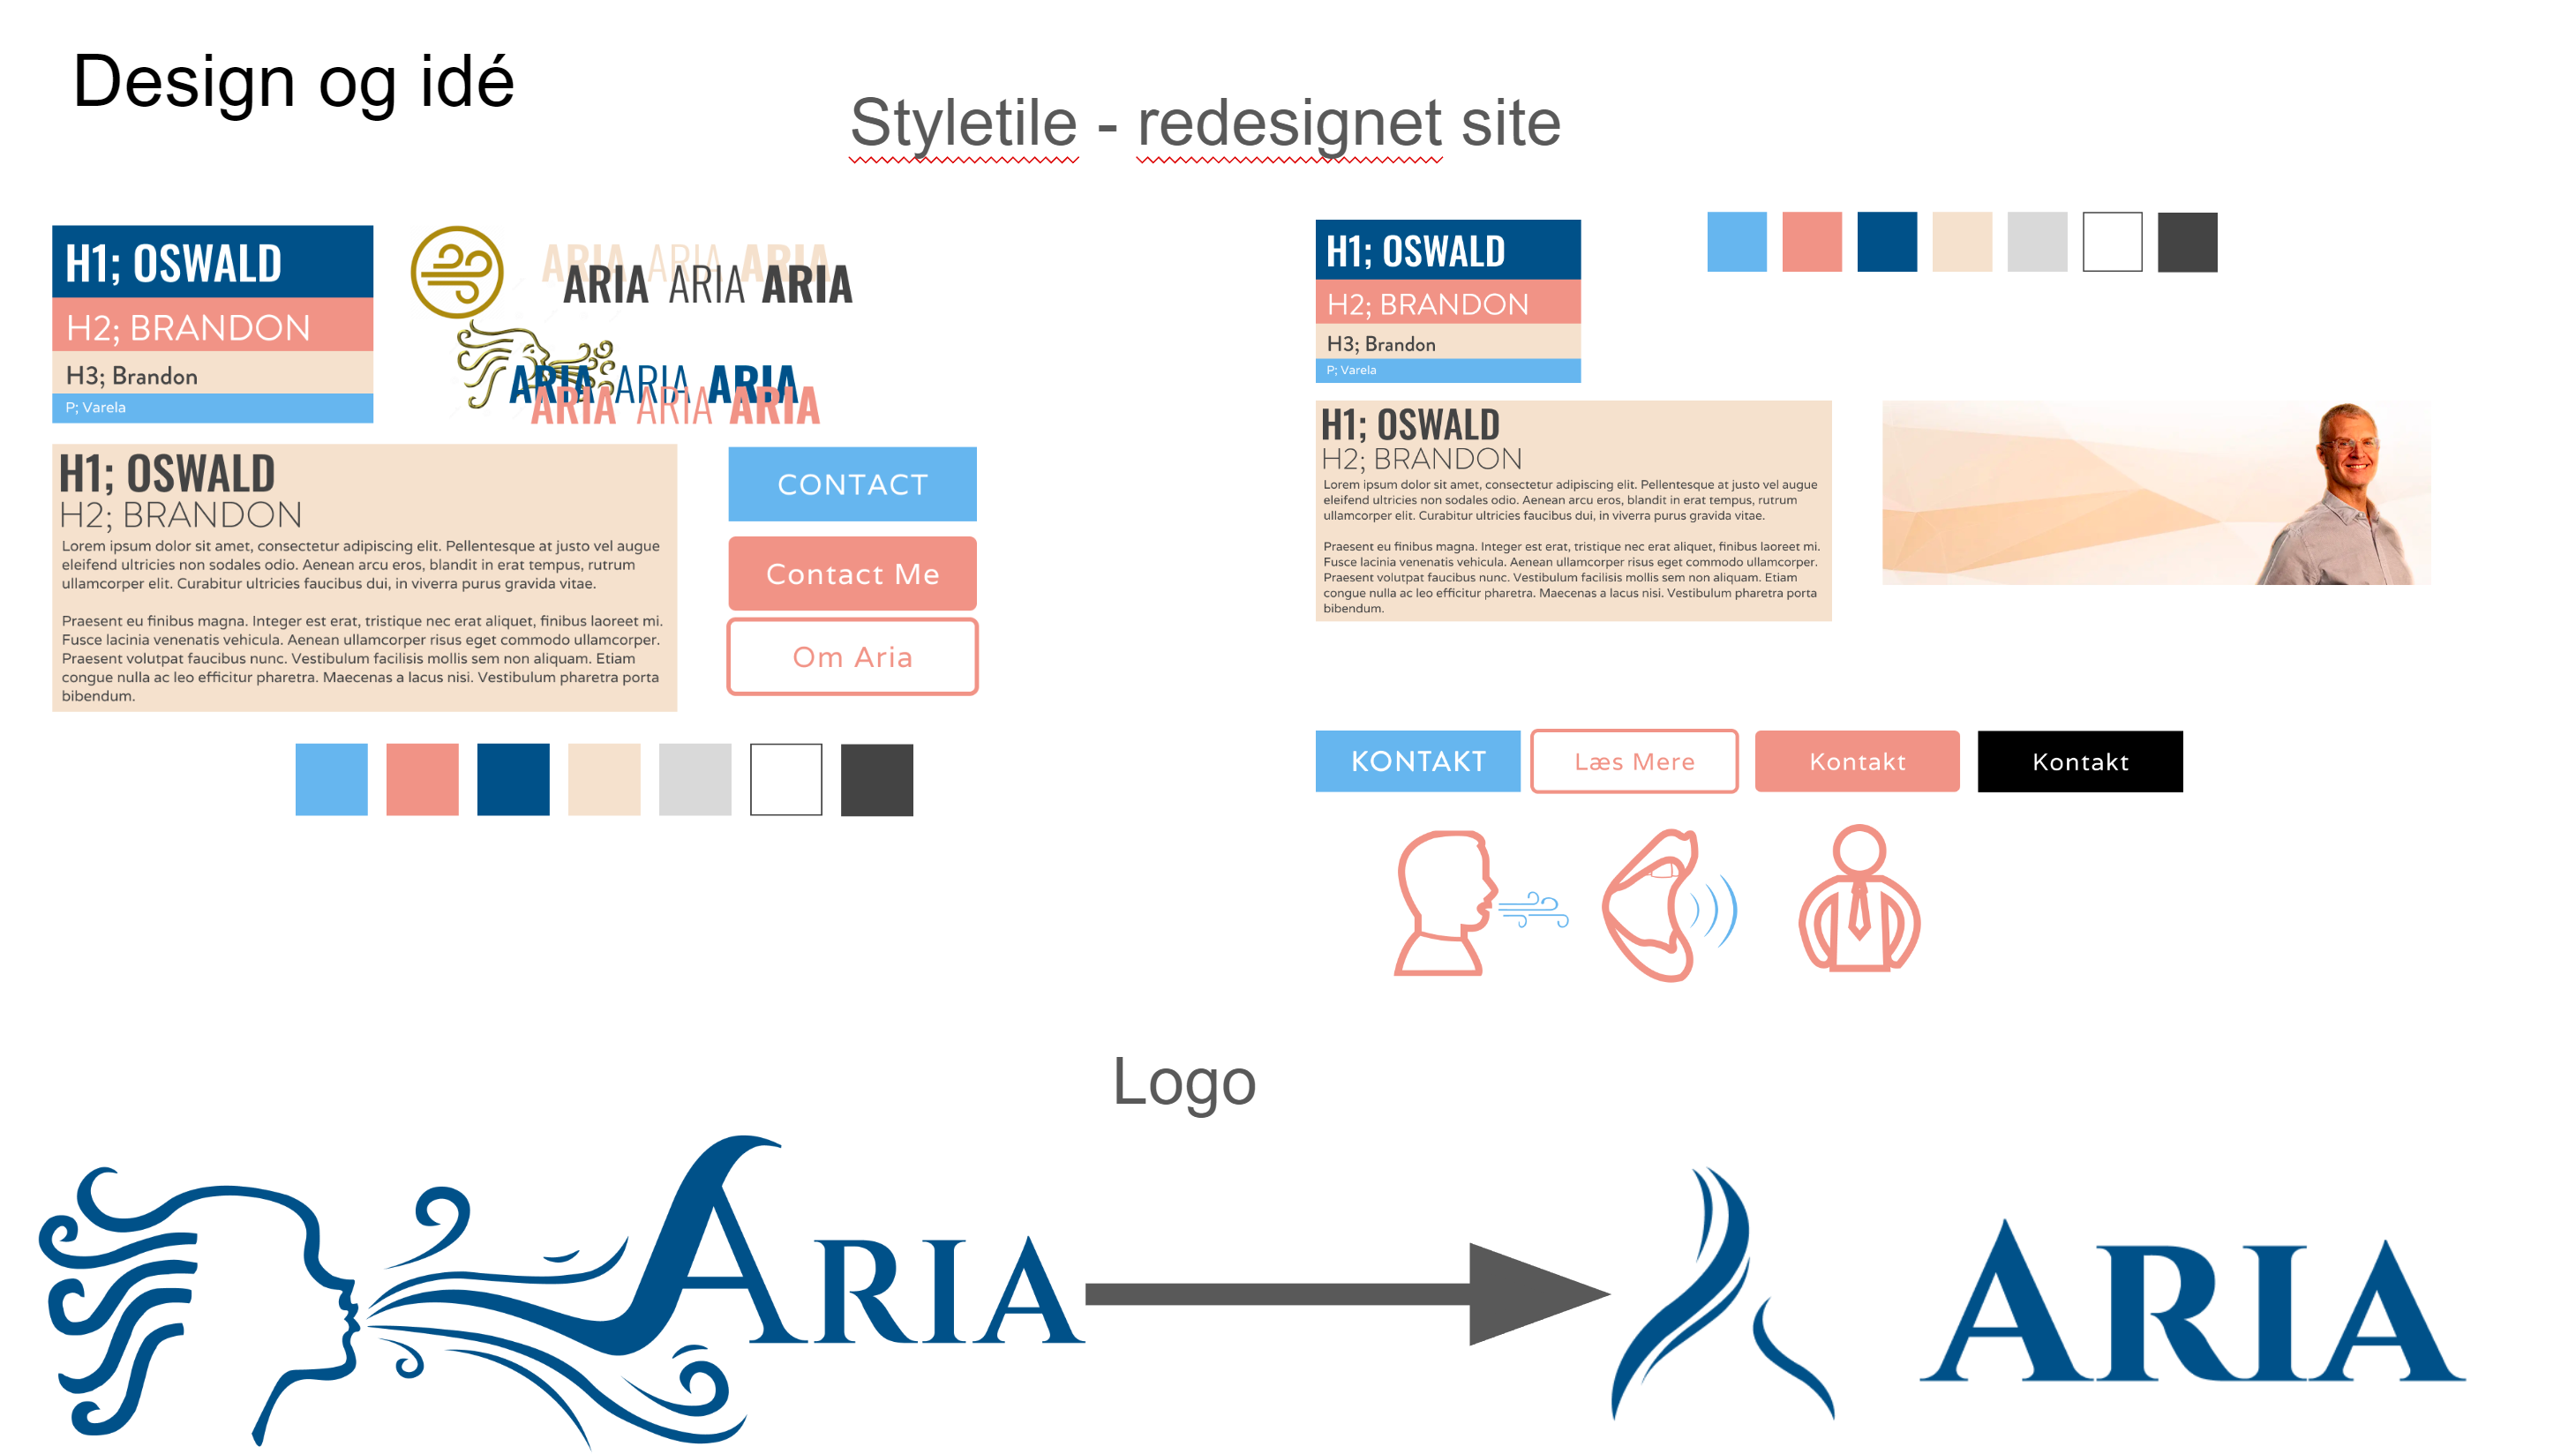 Design og idé
Styletile - redesignet site
H1; OSWALD
H2; BRANDON
H3; Brandon
P; Varela
ARIA ARIA ARIA
ARIA ARIA ARIA
ARIA ARIA ARIA
ARIA ARIA ARIA
H1; OSWALD
H2; BRANDON
Lorem ipsum dolor sit amet, consectetur adipiscing elit. Pellentesque at justo vel augue
eleifend ultricies non sodales odio. Aenean arcu eros, blandit in erat tempus, rutrum
ullamcorper elit. Curabitur ultricies faucibus dui, in viverra purus gravida vitae.
Praesent eu finibus magna. Integer est erat, tristique nec erat aliquet, finibus laoreet mi.
Fusce lacinia venenatis vehicula. Aenean ullamcorper risus eget commodo ullamcorper.
Praesent volutpat faucibus nunc. Vestibulum facilisis mollis sem non aliquam. Etiam
congue nulla ac leo efficitur pharetra. Maecenas a lacus nisi. Vestibulum pharetra porta
bibendum.
CONTACT
Contact Me
Om Aria
H1; OSWALD
H2; BRANDON
H3; Brandon
P; Varela
H1; OSWALD
H2; BRANDON
Lorem ipsum dolor sit amet, consectetur adipiscing elit. Pellentesque at justo vel augue
eleifend ultricies non sodales odio. Aenean arcu eros, blandit in erat tempus, rutrum
ullamcorper elit. Curabitur ultricies faucibus dui, in viverra purus gravida vitae.
Praesent eu finibus magna. Integer est erat, tristique nec erat aliquet, finibus laoreet mi.
Fusce lacinia venenatis vehicula. Aenean ullamcorper risus eget commodo ullamcorper.
Praesent volutpat faucibus nunc. Vestibulum facilisis mollis sem non aliquam. Etiam
congue nulla ac leo efficitur pharetra. Maecenas a lacus nisi. Vestibulum pharetra porta
bibendum.
KONTAKT
Læs Mere
Kontakt
Kontakt
Logo
ARIA
ARIA